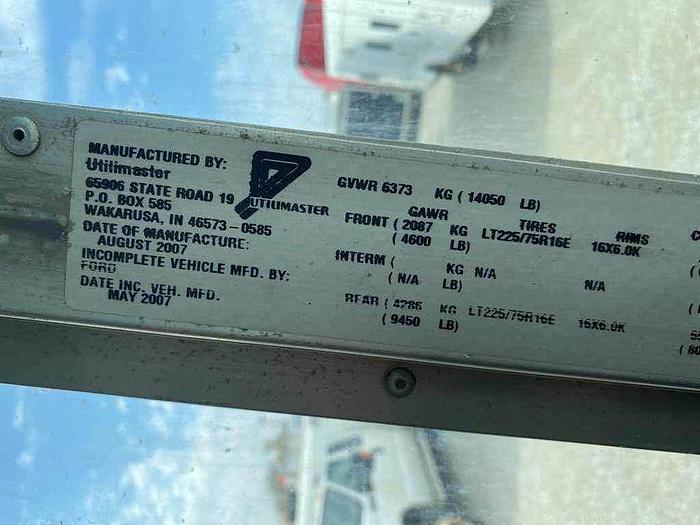 MANUFACTURED BY:
Utilimaster
65906 STATE ROAD 19
P.O. BOX 585
WAKARUSA, IN 46573-0585
DATE OF MANUFACTURE:
AUGUST 2007
INCOMPLETE VEHICLE MFD. BY:
FORD
DATE INC. VEH. MFD.
MAY 2007
UTILIMASTER
GVWR 6373 KG ( 14050 LB)
GAWR TIRES RIMS
FRONT ( 2087 KG LT225/75R16E 16X6.0K
( 4600 LB)
INTERM ( KG N/A N/A
( N/A LB)
REAR ( 4286 KG LT225/75R16E 16X6.0K
( 9450 LB)